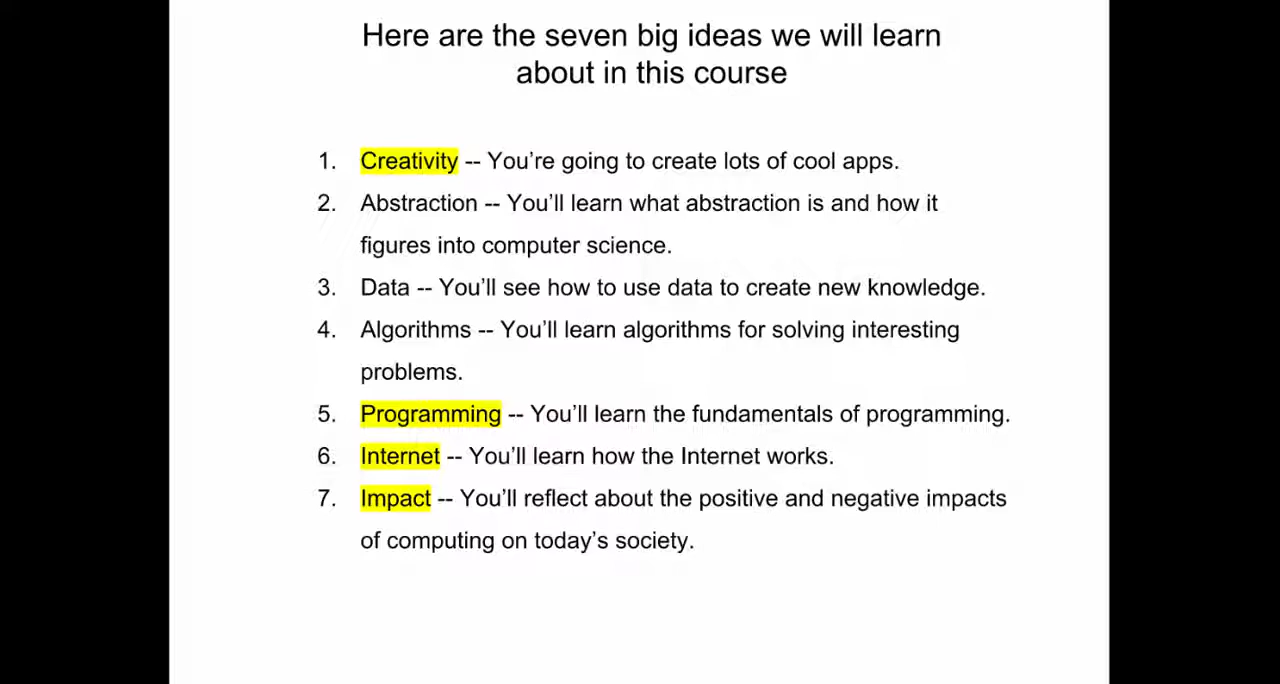 Here are the seven big ideas we will learn
about in this course
1. Creativity -- You're going to create lots of cool apps.
2. Abstraction -- You'll learn what abstraction is and how it
figures into computer science.
3. Data -- You'll see how to use data to create new knowledge.
4. Algorithms -- You'll learn algorithms for solving interesting
problems.
5. Programming -- You'll learn the fundamentals of programming.
6. Internet -- You'll learn how the Internet works.
7. Impact -- You'll reflect about the positive and negative impacts
of computing on today's society.